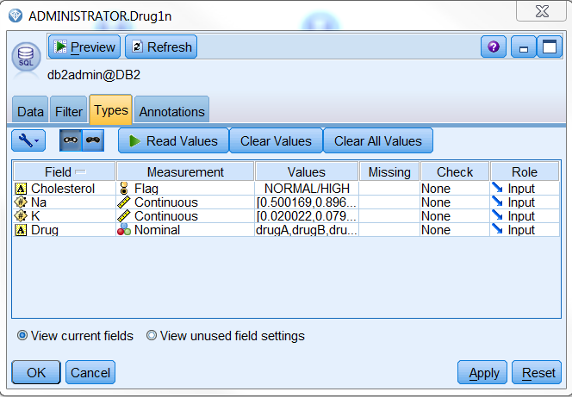 ADMINISTRATOR.Drug1n
Preview
2 Refresh
?
SQL
db2admin@DB2
Data Filter Types Annotations
Read Values Clear Values Clear All Values
Field Measurement Values Missing Check Role
A Cholesterol Flag NORMAL/HIGH None Input
Na Continuous [0.500169,0.896... None Input
K Continuous [0.020022,0.079... None Input
A Drug Nominal drugA,drugB,dru... None Input
View current fields View unused field settings
OK Cancel Apply Reset